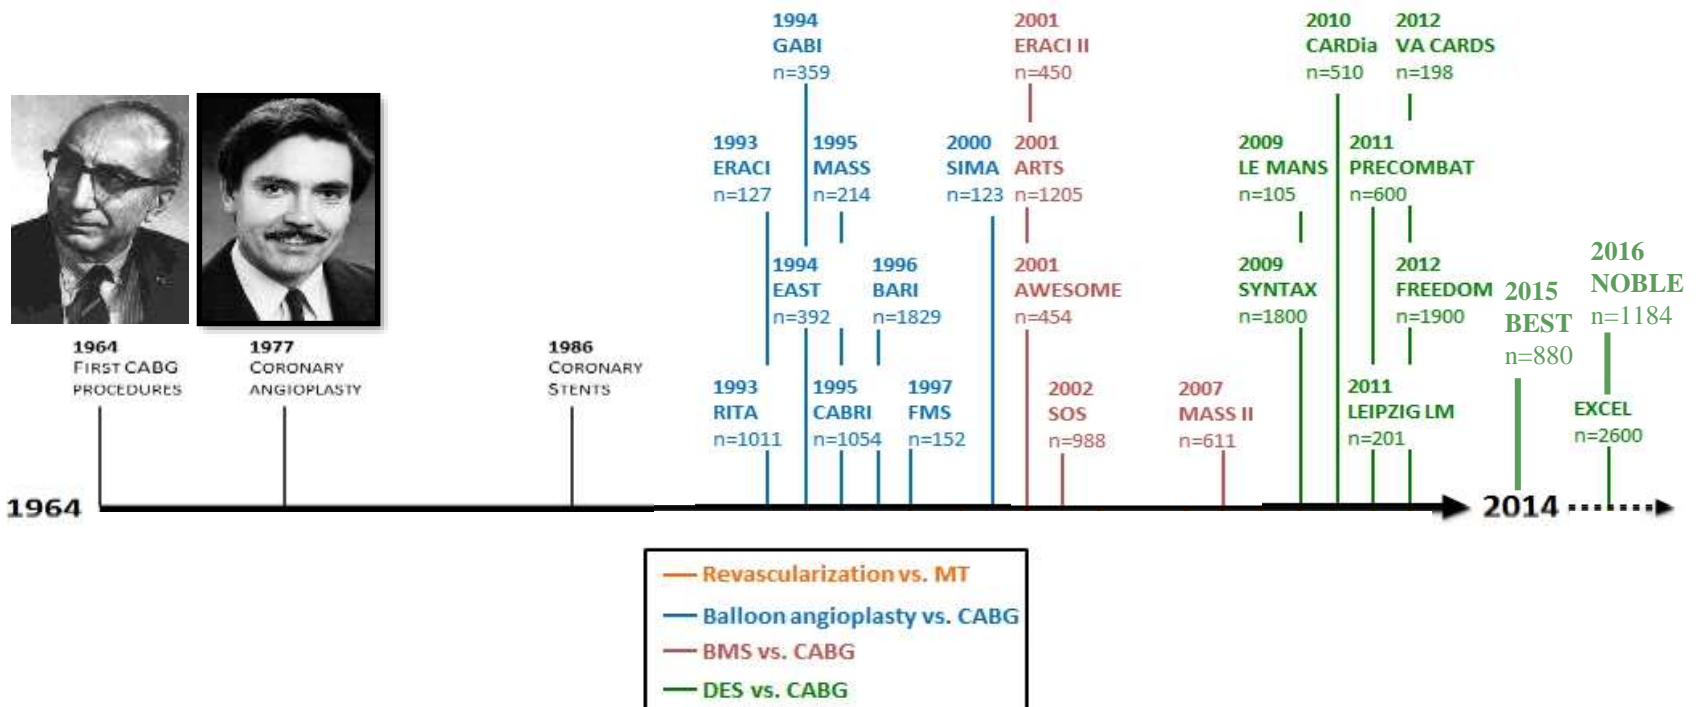 1994
GABI
n=359
2001
ERACI II
n=450
2010
CARDia
n=510
2012
VA CARDS
n=198
1993
ERACI
n=127
1995
MASS
n=214
2000
SIMA
n=123
2001
ARTS
n=1205
2009
LE MANS
n=105
2011
PRECOMBAT
n=600
1994
EAST
n=392
1996
BARI
n=1829
2001
AWESOME
n=454
2009
SYNTAX
n=1800
2012
FREEDOM
n=1900
2015
BEST
n=880
2016
NOBLE
n=1184
1964
FIRST CABG
PROCEDURES
1977
CORONARY
ANGIOPLASTY
1986
CORONARY
STENTS
1993
RITA
n=1011
1995
CABRI
n=1054
1997
FMS
n=152
2002
SOS
n=988
2007
MASS II
n=611
2011
LEIPZIG LM
n=201
EXCEL
n=2600
1964
2014
Revascularization vs. MT
Balloon angioplasty vs. CABG
BMS vs. CABG
DES vs. CABG